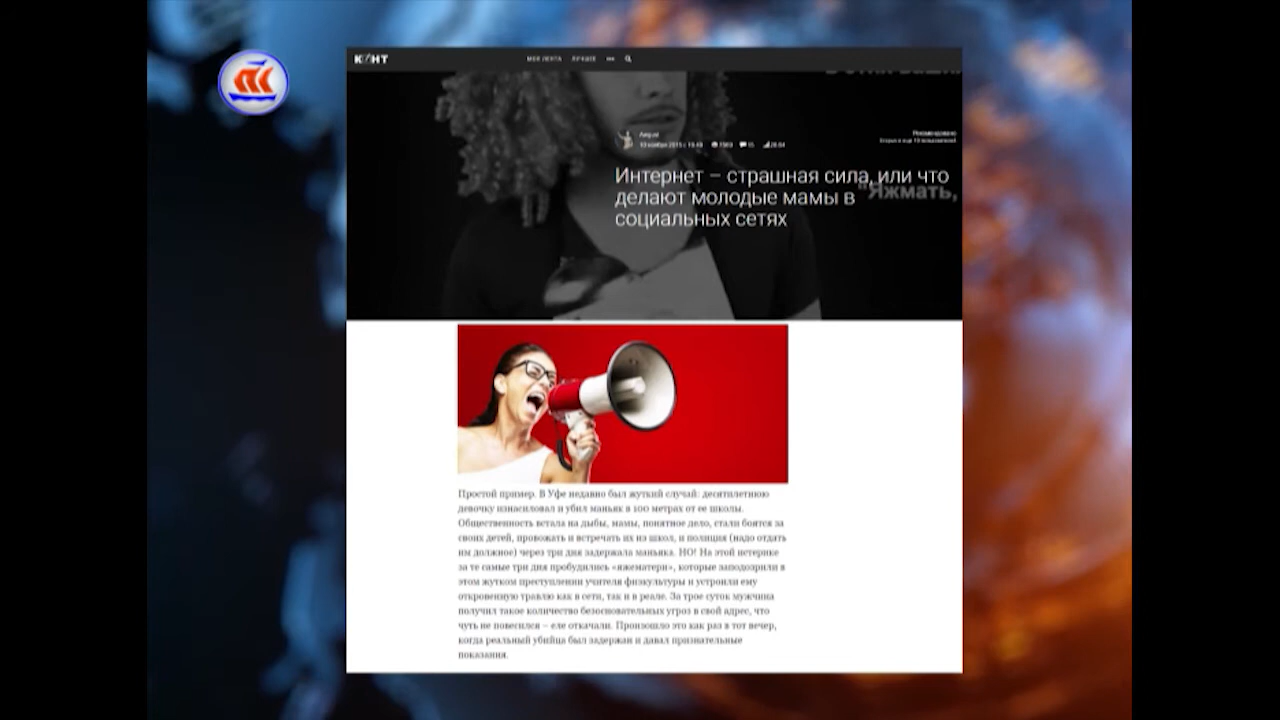 КОНТ
МОЯ ЛЕНТА ЛУЧШЕЕ
Рекомендовано
Интернет – страшная сила, или что
делают молодые мамы в
социальных сетях
"Яжмать,
Простой пример. В Уфе недавно был жуткий случай: десятилетнюю
девочку изнасиловал и убил маньяк в 100 метрах от ее школы.
Общественность встала на дыбы, мамы, понятное дело, стали боятся за
своих детей, провожать и встречать их из школ, и полиция (надо отдать
им должное) через три дня задержала маньяка. НО! На этой истерике
за те самые три дня пробудились «яжематери», которые заподозрили в
этом жутком преступлении учителя физкультуры и устроили ему
откровенную травлю как в сети, так и в реале. За трое суток мужчина
получил такое количество безосновательных угроз в свой адрес, что
чуть не повесился – еле откачали. Произошло это как раз в тот вечер,
когда реальный убийца был задержан и давал признательные
показания.